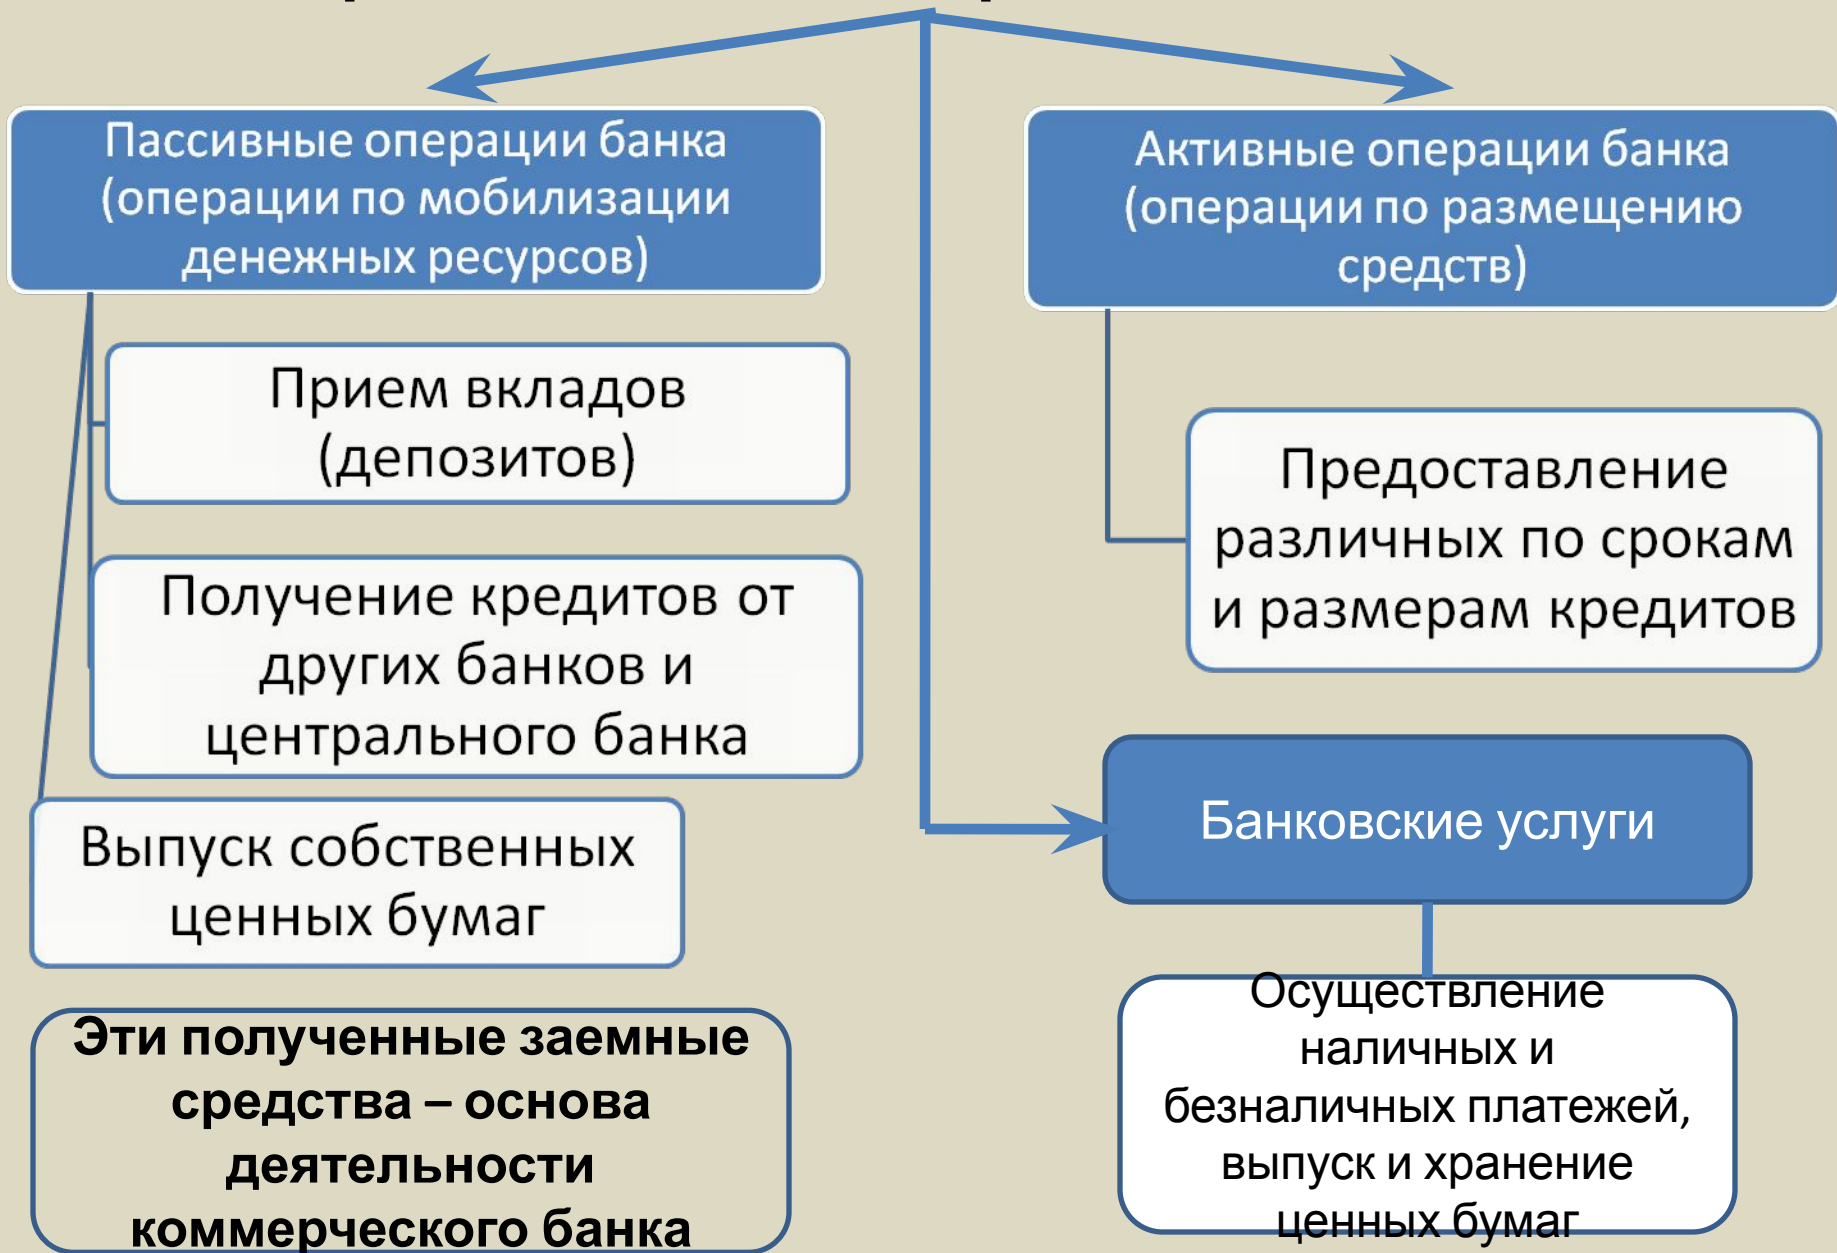 Пассивные операции банка
(операции по мобилизации
денежных ресурсов)
Прием вкладов
(депозитов)
Получение кредитов от
других банков и
центрального банка
Выпуск собственных
ценных бумаг
Эти полученные заемные
средства – основа
деятельности
коммерческого банка
Активные операции банка
(операции по размещению
средств)
Предоставление
различных по срокам
и размерам кредитов
Банковские услуги
Осуществление
наличных и
безналичных платежей,
выпуск и хранение
ценных бумаг